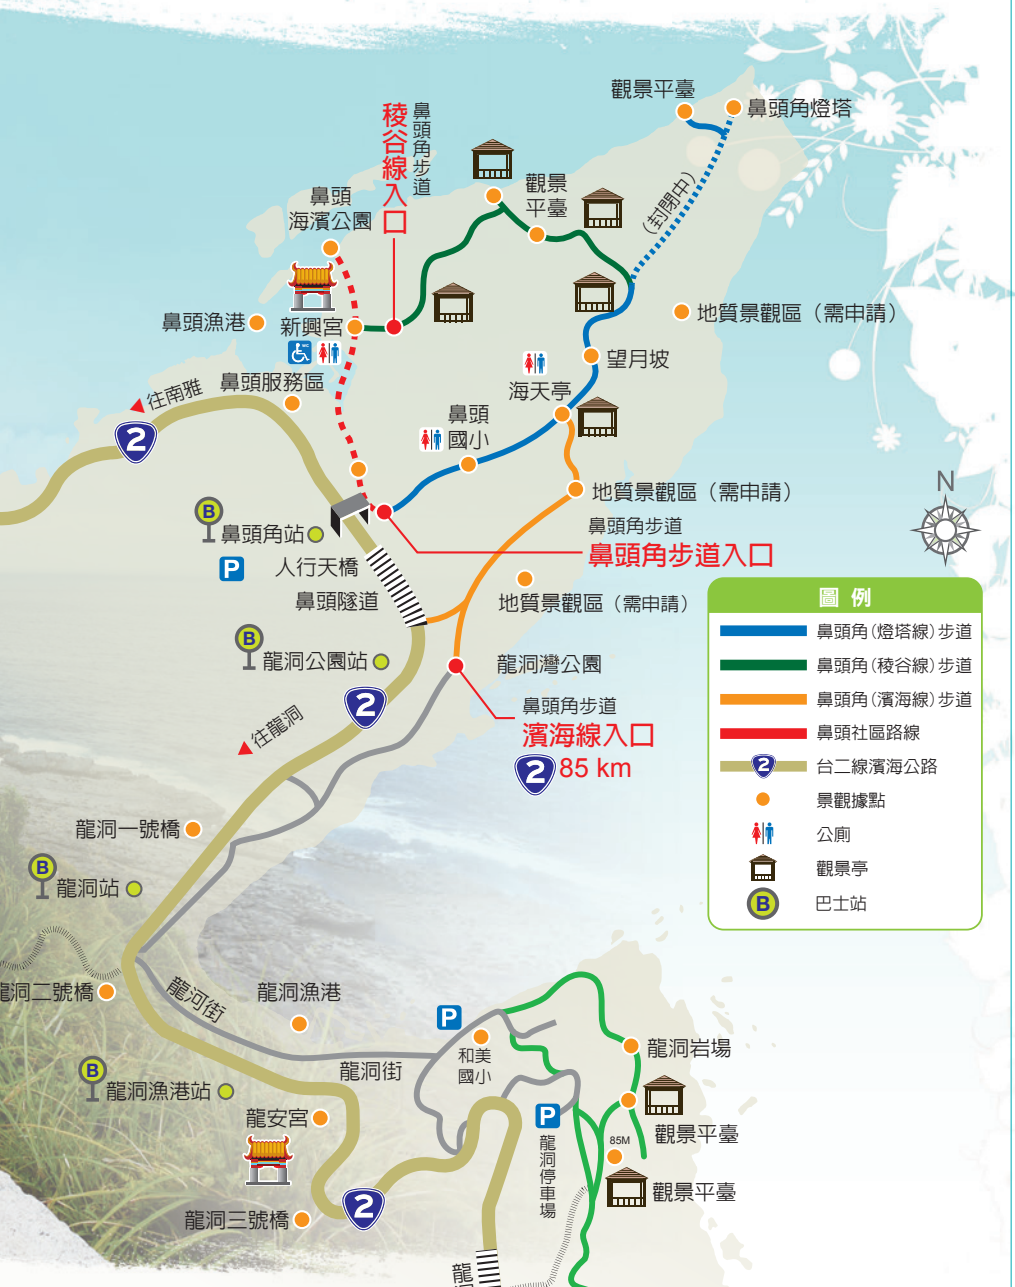 觀景平臺
鼻頭角燈塔
鼻頭角步道
稜谷線入口
觀景
平臺
(封閉中)
鼻頭
海濱公園
鼻頭漁港
新興宮
地質景觀區（需申請）
望月坡
往南雅
鼻頭服務區
海天亭
2
鼻頭
國小
N
地質景觀區（需申請）
B
鼻頭角站
鼻頭角步道
鼻頭角步道入口
P
人行天橋
鼻頭隧道
地質景觀區（需申請）
圖 例
鼻頭角(燈塔線)步道
鼻頭角(稜谷線)步道
鼻頭角(濱海線)步道
鼻頭社區路線
2
台二線濱海公路
景觀據點
公廁
觀景亭
B
巴士站
B
龍洞公園站
龍洞灣公園
2
鼻頭角步道
濱海線入口
2
85 km
往龍洞
龍洞一號橋
B
龍洞站
龍洞二號橋
龍河街
龍洞漁港
P
和美
國小
龍洞岩場
龍洞街
B
龍洞漁港站
龍安宮
P
龍洞停車場
觀景平臺
85M
觀景平臺
2
龍洞三號橋
龍